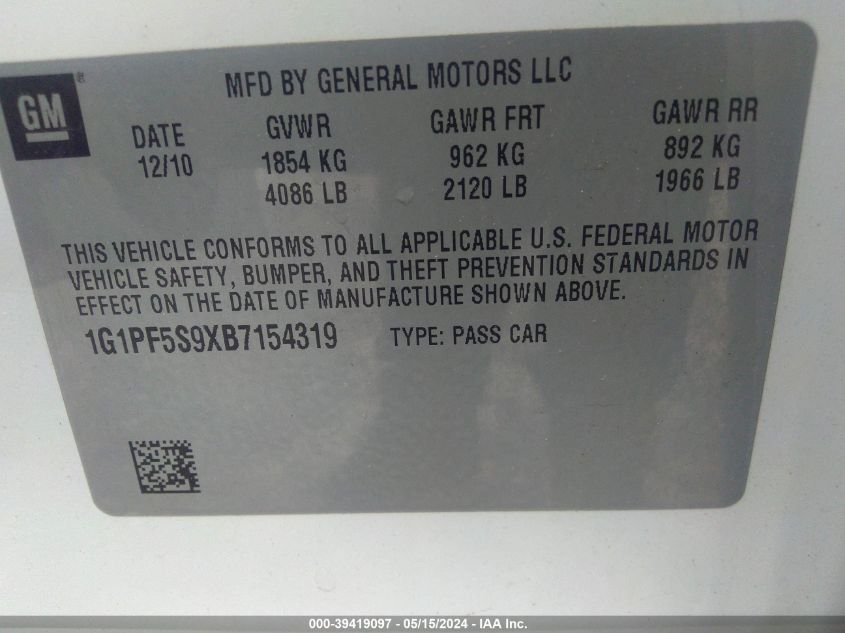 MFD BY GENERAL MOTORS LLC
GM®
DATE GVWR GAWR FRT GAWR RR
12/10 1854 KG 962 KG 892 KG
4086 LB 2120 LB 1966 LB
THIS VEHICLE CONFORMS TO ALL APPLICABLE U.S. FEDERAL MOTOR
VEHICLE SAFETY, BUMPER, AND THEFT PREVENTION STANDARDS IN
EFFECT ON THE DATE OF MANUFACTURE SHOWN ABOVE.
1G1PF5S9XB7154319 TYPE: PASS CAR
000-39419097 - 05/15/2024 - IAA Inc.